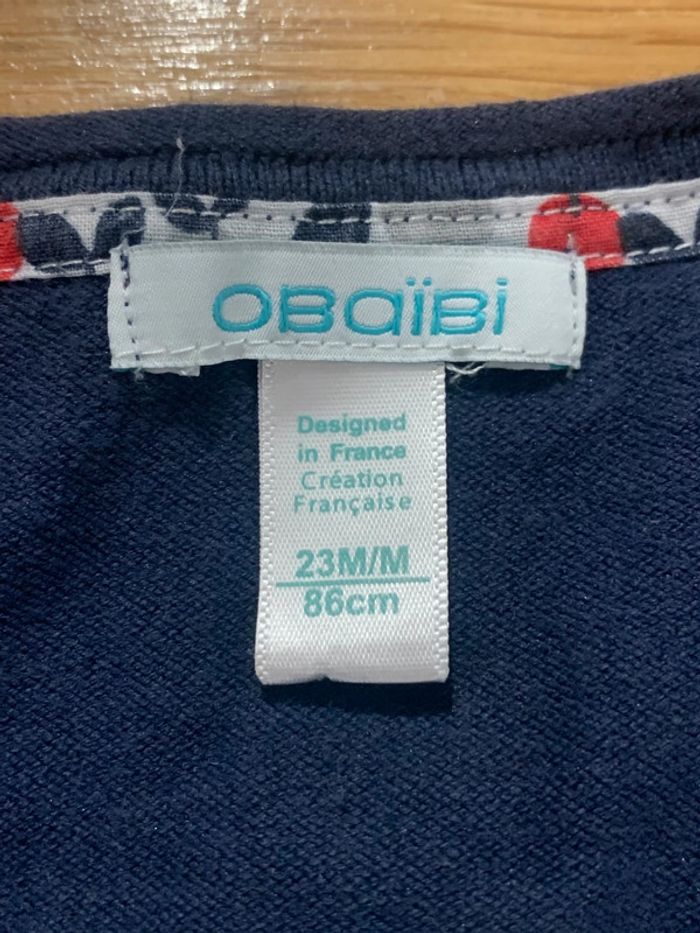 OBaïBi
Designed
in France
Création
Française
23M/M
86cm